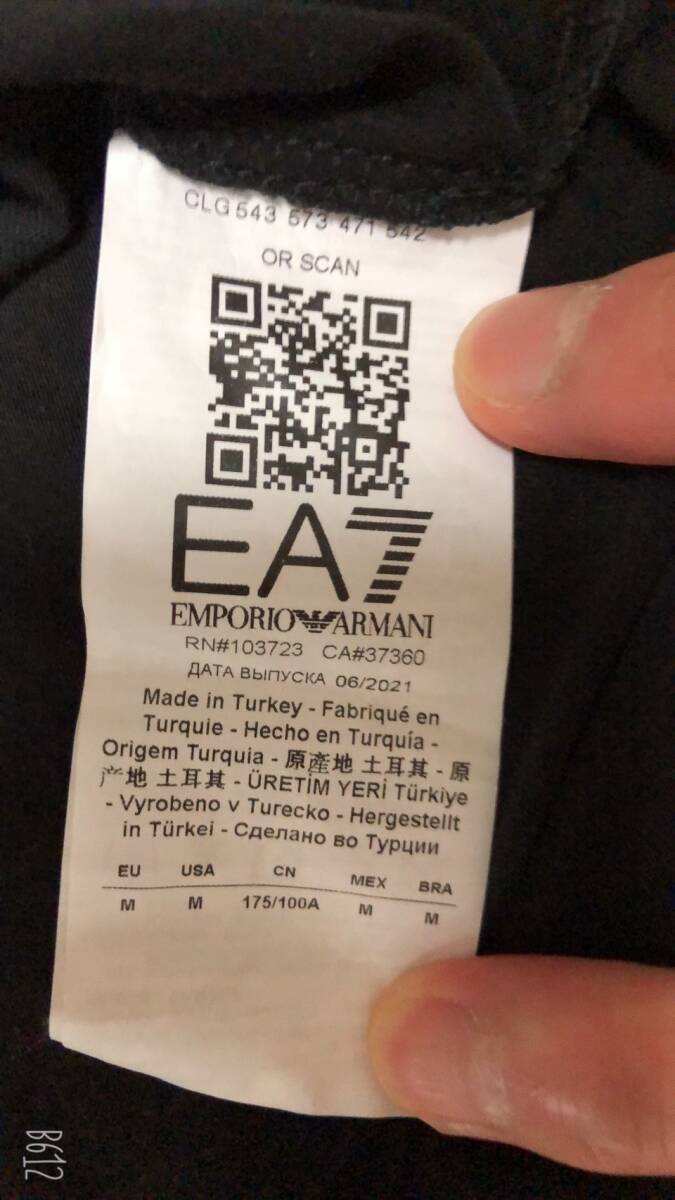 CLG 543 573 471 542
OR SCAN
EA7
EMPORIO ARMANI
RN#103723 CA#37360
ДАТА ВЫПУСКА 06/2021
Made in Turkey - Fabriqué en
Turquie - Hecho en Turquía -
Origem Turquia - 原產地 土耳其 - 原
产地 土耳其 - ÜRETİM YERİ Türkiye
- Vyrobeno v Turecko - Hergestellt
in Türkei - Сделано во Турции
EU USA CN MEX BRA
M M 175/100A M M
B612